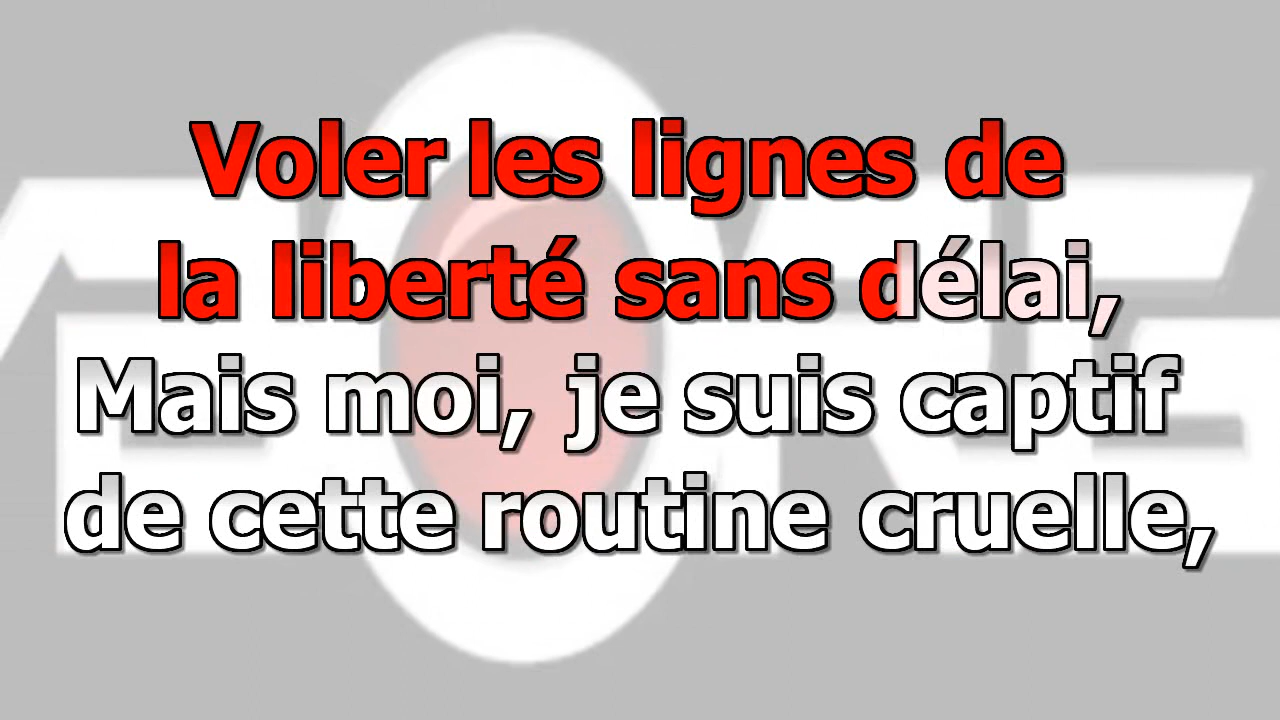 Voler les lignes de
la liberté sans délai,
Mais moi, je suis captif
de cette routine cruelle,